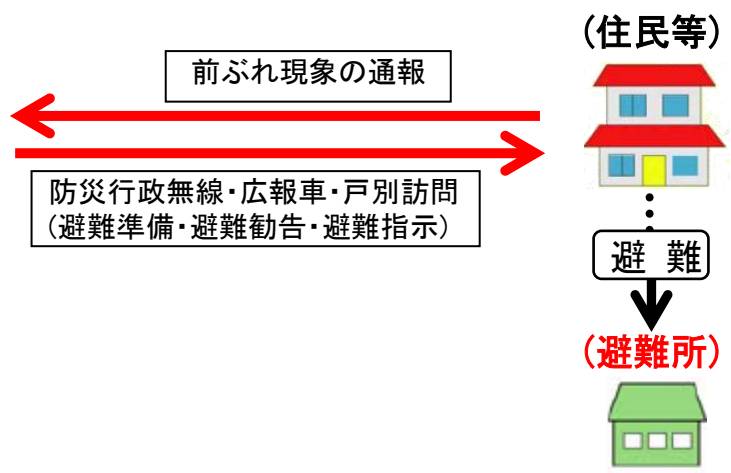 (住民等)
前ぶれ現象の通報
防災行政無線・広報車・戸別訪問
(避難準備・避難勧告・避難指示)
避 難
(避難所)